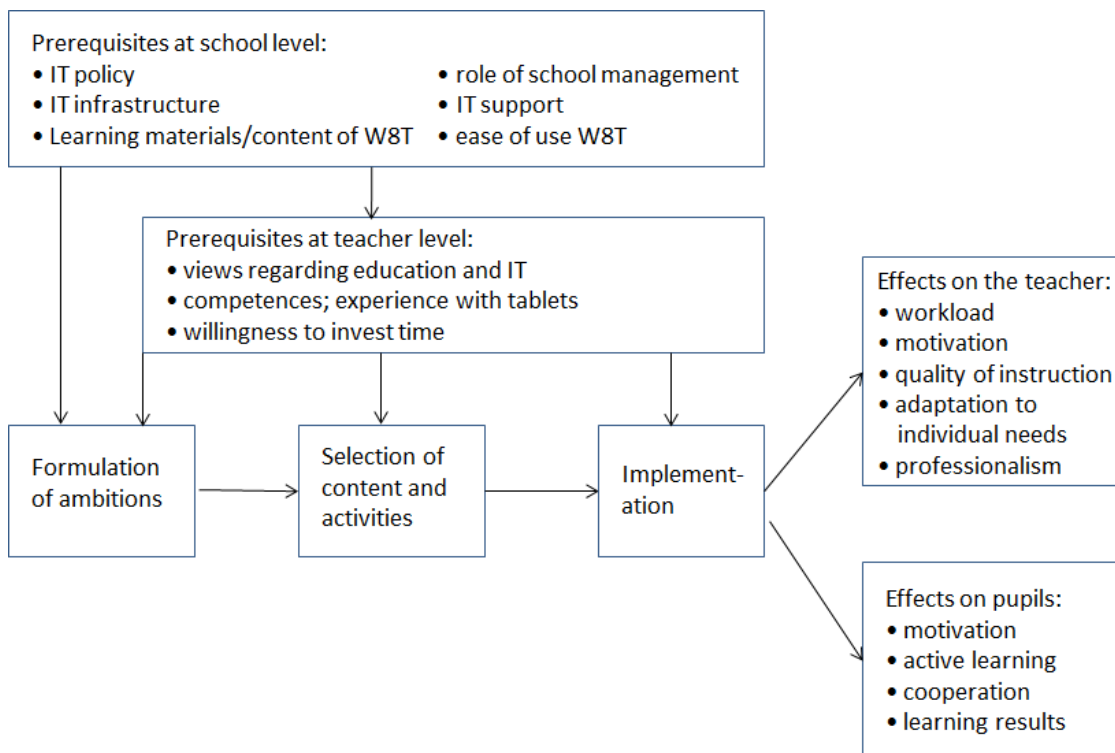 Prerequisites at school level:
• IT policy
• IT infrastructure
• Learning materials/content of W8T
• role of school management
• IT support
• ease of use W8T
Prerequisites at teacher level:
• views regarding education and IT
• competences; experience with tablets
• willingness to invest time
Formulation
of ambitions
Selection of
content and
activities
Implement-
ation
Effects on the teacher:
• workload
• motivation
• quality of instruction
• adaptation to
individual needs
• professionalism
Effects on pupils:
• motivation
• active learning
• cooperation
• learning results